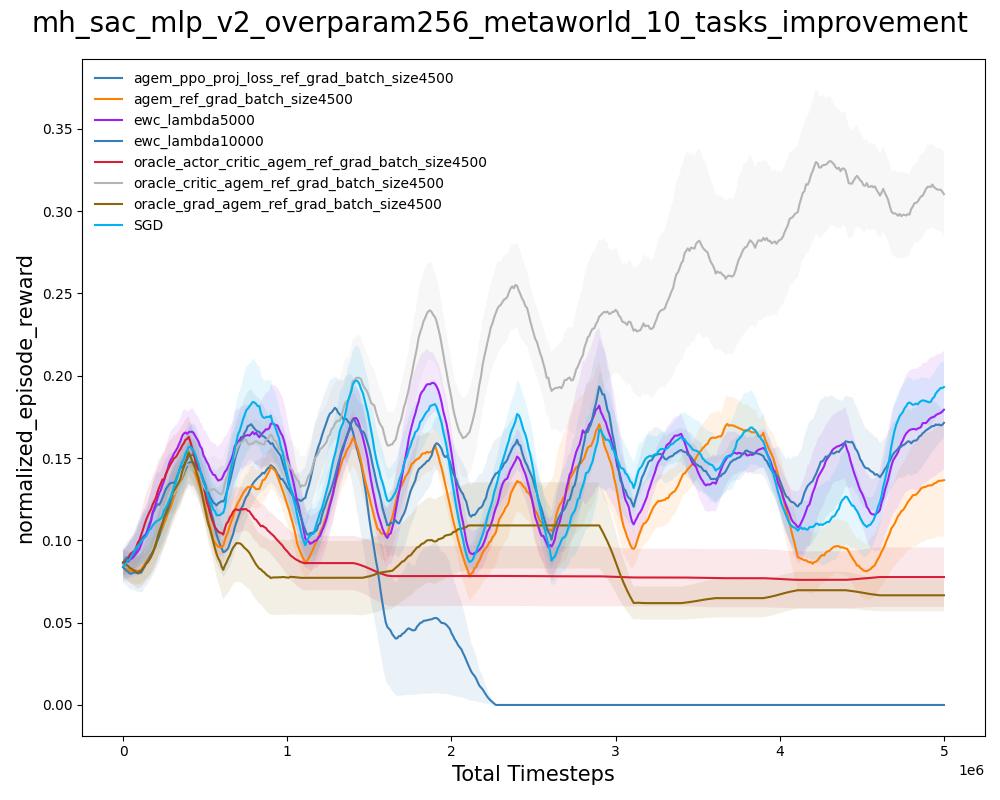 mh_sac_mlp_v2_overparam256_metaworld_10_tasks_improvement
agem_ppo_proj_loss_ref_grad_batch_size4500
agem_ref_grad_batch_size4500
ewc_lambda5000
ewc_lambda10000
oracle_actor_critic_agem_ref_grad_batch_size4500
oracle_critic_agem_ref_grad_batch_size4500
oracle_grad_agem_ref_grad_batch_size4500
SGD
normalized_episode_reward
0.35
0.30
0.25
0.20
0.15
0.10
0.05
0.00
0 1 2 3 4 5
1e6
Total Timesteps